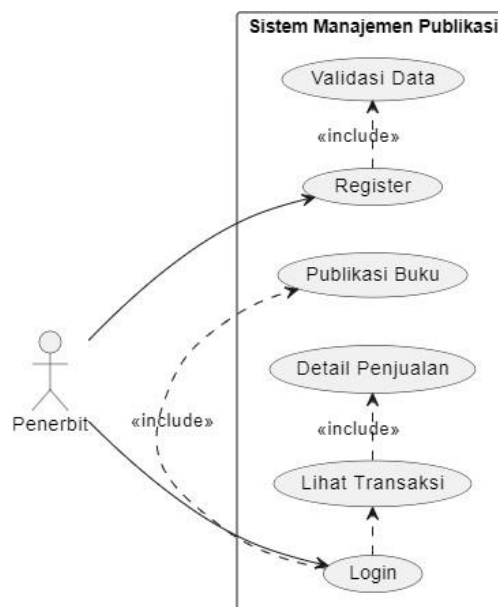 Sistem Manajemen Publikasi
Validasi Data
«include»
Register
Publikasi Buku
Detail Penjualan
Penerbit
«include»
«include»
Lihat Transaksi
Login